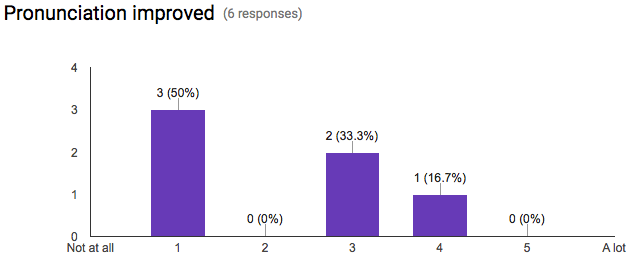 Pronunciation improved (6 responses)
4
3 (50%)
3
2 (33.3%)
2
1 (16.7%)
1
0 (0%) 0 (0%)
0
Not at all 1 2 3 4 5 A lot